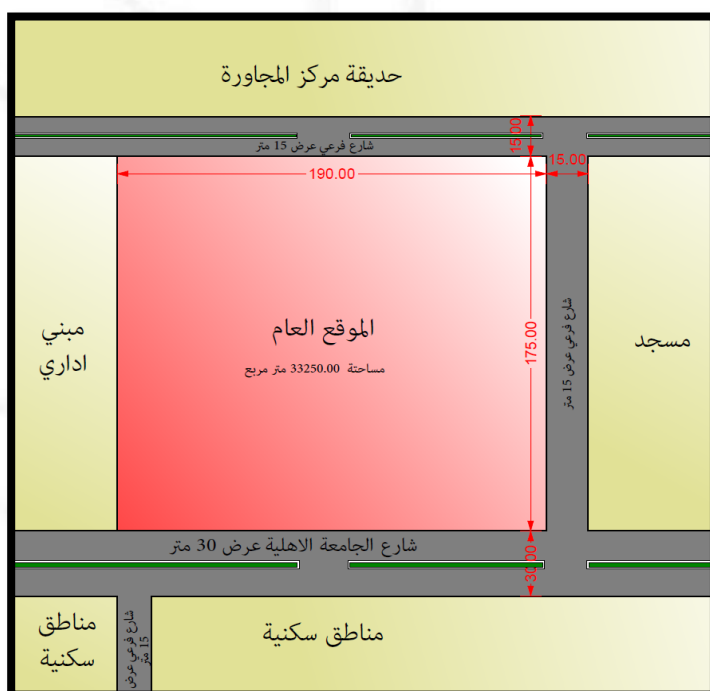 حديقة مركز المجاورة
شارع فرعي عرض 15 متر
15.00
15.00
190.00
مبني
اداري
الموقع العام
مساحتة 33250.00 متر مربع
175.00
شارع فرعي عرض 15 متر
مسجد
شارع الجامعة الاهلية عرض 30 متر
30.00
مناطق
سكنية
شارع فرعي عرض
15 متر
مناطق سكنية